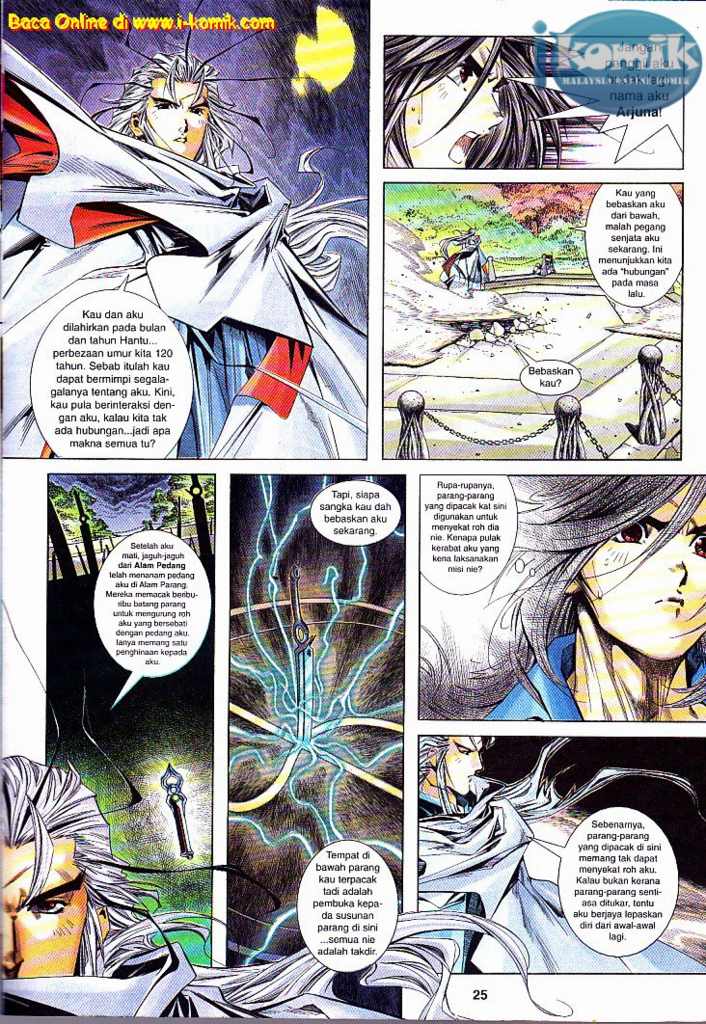 Baca Online di www.i-komik.com
ikomik
MALAYSIA
KOMIK
Jangan
panggil aku
nama aku
Arjuna!
Kau dan aku
dilahirkan pada bulan
dan tahun Hantu...
perbezaan umur kita 120
tahun. Sebab itulah kau
dapat bermimpi segala-
galanya tentang aku. Kini,
kau pula berinteraksi den-
gan aku, kalau kita tak
ada hubungan...jadi apa
makna semua tu?
Kau yang
bebaskan aku
dari bawah,
malah pegang
senjata aku
sekarang. Ini
menunjukkan kita
ada "hubungan"
pada masa
lalu.
Bebaskan
kau?
Setelah aku
mati, jaguh-jaguh
dari Alam Pedang
telah menanam pedang
aku di Alam Parang.
Mereka memacak beribu-
ribu batang parang
untuk mengurung roh
aku yang bersebati
dengan pedang aku.
Ianya memang satu
penghinaan kepada
aku.
Tapi, siapa
sangka kau dah
bebaskan aku
sekarang.
Tempat di
bawah parang
kau terpacak
tadi adalah
pembuka kepa-
da susunan
parang di sini
...semua nie
adalah takdir.
Rupa-rupanya,
parang-parang
yang dipacak kat sini
digunakan untuk
menyekat roh dia
nie. Kenapa pulak
kerabat aku yang
kena laksanakan
misi nie?
Sebenarnya,
parang-parang
yang dipacak di sini
memang tak dapat
menyekat roh aku.
Kalau bukan kerana
parang-parang senti-
asa ditukar, tentu
aku berjaya lepaskan
diri dari awal-awal
lagi.
25